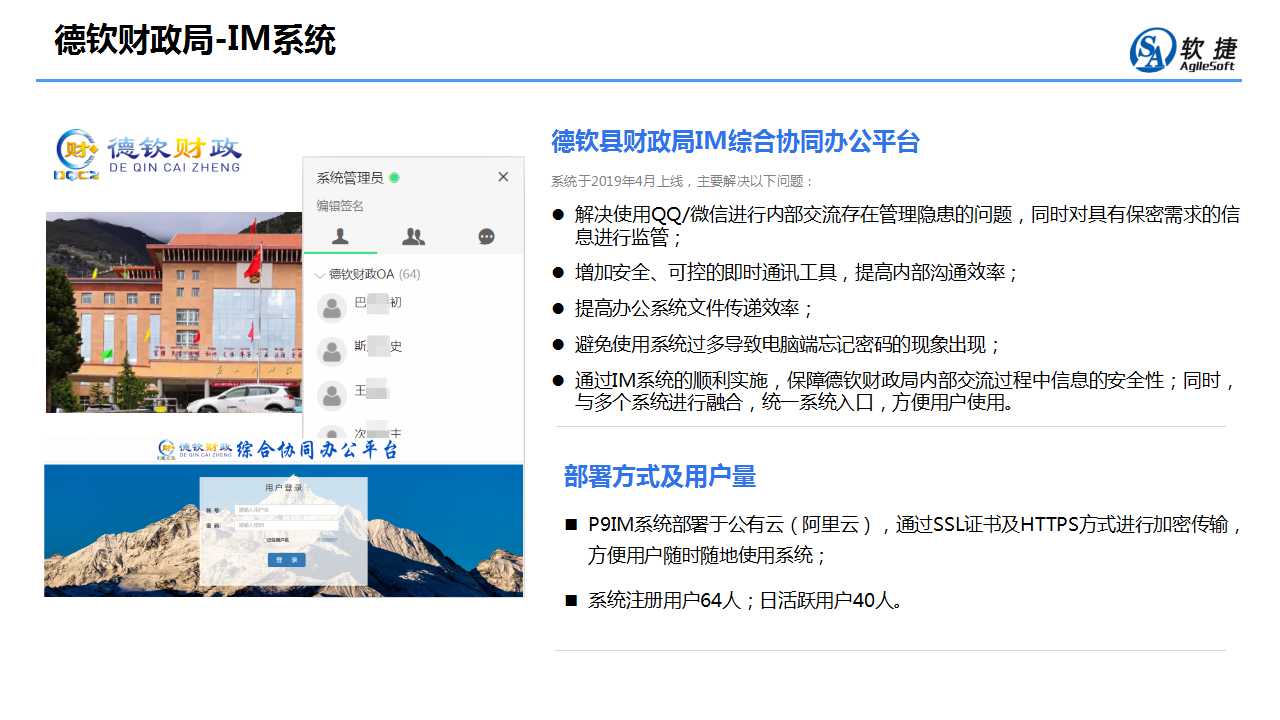 德钦财政局-IM系统
软捷
AgileSoft
德钦财政
DE QIN CAI ZHENG
DQCZ
系统管理员
编辑签名
德钦财政OA (64)
巴 初
斯 史
王
次 主
德钦财政 综合协同办公平台
DE QIN CAI ZHENG
用户登录
账 号:
请输入用户名
密 码:
请输入密码
登 录
德钦县财政局IM综合协同办公平台
系统于2019年4月上线，主要解决以下问题：
● 解决使用QQ/微信进行内部交流存在管理隐患的问题，同时对具有保密需求的信
息进行监管；
● 增加安全、可控的即时通讯工具，提高内部沟通效率；
● 提高办公系统文件传递效率；
● 避免使用系统过多导致电脑端忘记密码的现象出现；
● 通过IM系统的顺利实施，保障德钦财政局内部交流过程中信息的安全性；同时，
与多个系统进行融合，统一系统入口，方便用户使用。
部署方式及用户量
■ P9IM系统部署于公有云（阿里云），通过SSL证书及HTTPS方式进行加密传输，
方便用户随时随地使用系统；
■ 系统注册用户64人；日活跃用户40人。